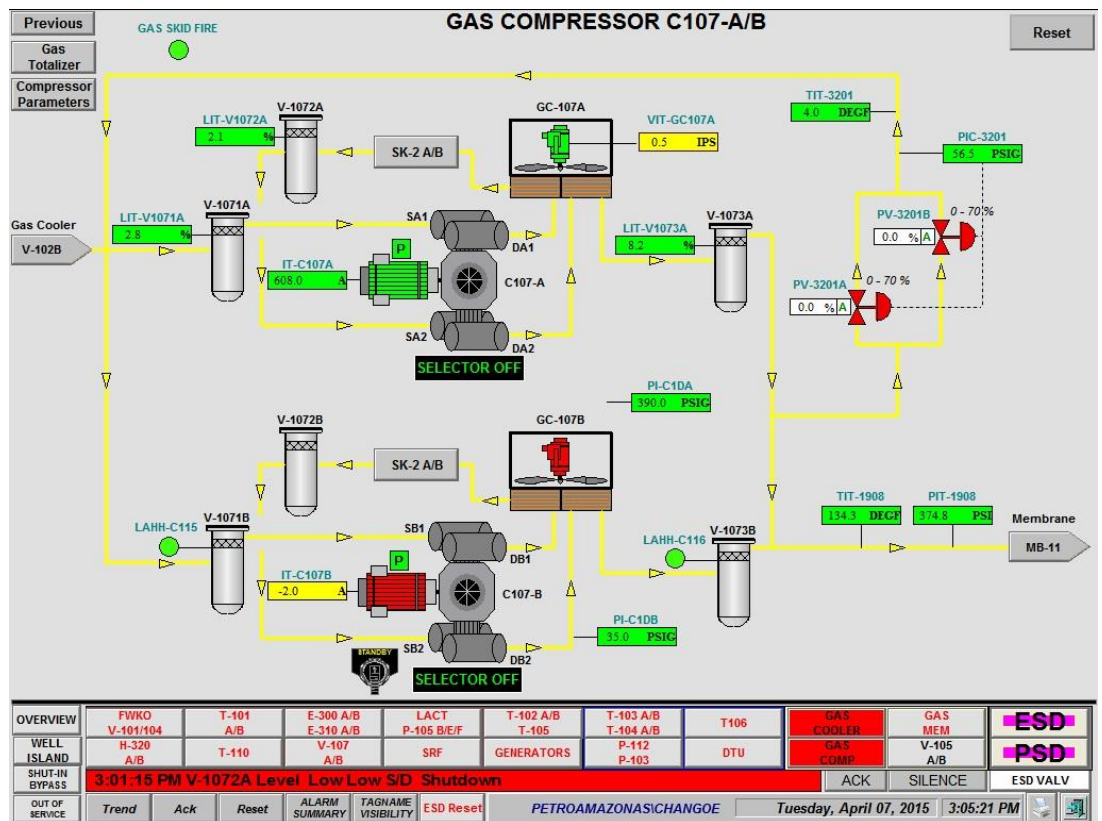 GAS COMPRESSOR C107-A/B
Previous
Gas
Totalizer
Compressor
Parameters
GAS SKID FIRE
Reset
V-1072A
LIT-V1072A
2.1 %
SK-2 A/B
GC-107A
VIT-GC107A
0.5 IPS
TIT-3201
4.0 DEGF
PIC-3201
56.5 PSIG
Gas Cooler
V-102B
LIT-V1071A
2.8 %
V-1071A
SA1
DA1
IT-C107A
608.0 A
P
C107-A
SA2
DA2
SELECTOR OFF
LIT-V1073A
8.2 %
V-1073A
PV-3201B
0 - 70 %
0.0 % A
PV-3201A
0 - 70 %
0.0 % A
PI-C1DA
390.0 PSIG
V-1072B
SK-2 A/B
GC-107B
LAHH-C115
V-1071B
SB1
DB1
IT-C107B
-2.0 A
P
C107-B
SB2
DB2
STANDBY
SELECTOR OFF
PI-C1DB
35.0 PSIG
LAHH-C116
V-1073B
TIT-1908
134.3 DEGF
PIT-1908
374.8 PSI
Membrane
MB-11
OVERVIEW
FWKO
V-101/104
T-101
A/B
E-300 A/B
E-310 A/B
LACT
P-105 B/E/F
T-102 A/B
T-105
T-103 A/B
T-104 A/B
T106
GAS
COOLER
GAS
MEM
ESD
WELL
ISLAND
H-320
A/B
T-110
V-107
A/B
SRF
GENERATORS
P-112
P-103
DTU
GAS
COMP
V-105
A/B
PSD
SHUT-IN
BYPASS
3:01:15 PM V-1072A Level Low Low S/D Shutdown
ACK
SILENCE
ESD VALV
OUT OF
SERVICE
Trend
Ack
Reset
ALARM
SUMMARY
TAGNAME
VISIBILITY
ESD Reset
PETROAMAZONAS\CHANGOE
Tuesday, April 07, 2015
3:05:21 PM